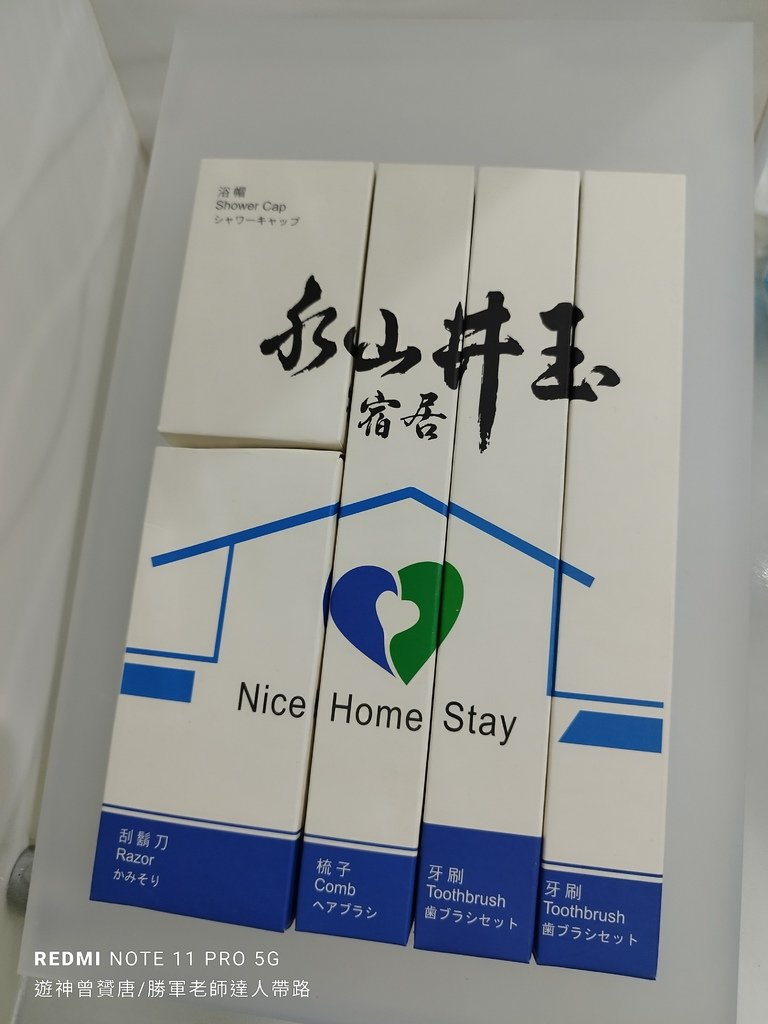 浴帽
Shower Cap
シャワーキャップ
永山井玉
宿居
Nice Home Stay
刮鬍刀
Razor
かみそり
梳子
Comb
ヘアブラシ
牙刷
Toothbrush
歯ブラシセット
牙刷
Toothbrush
歯ブラシセット
REDMI NOTE 11 PRO 5G
遊神曾贇唐/勝軍老師達人帶路